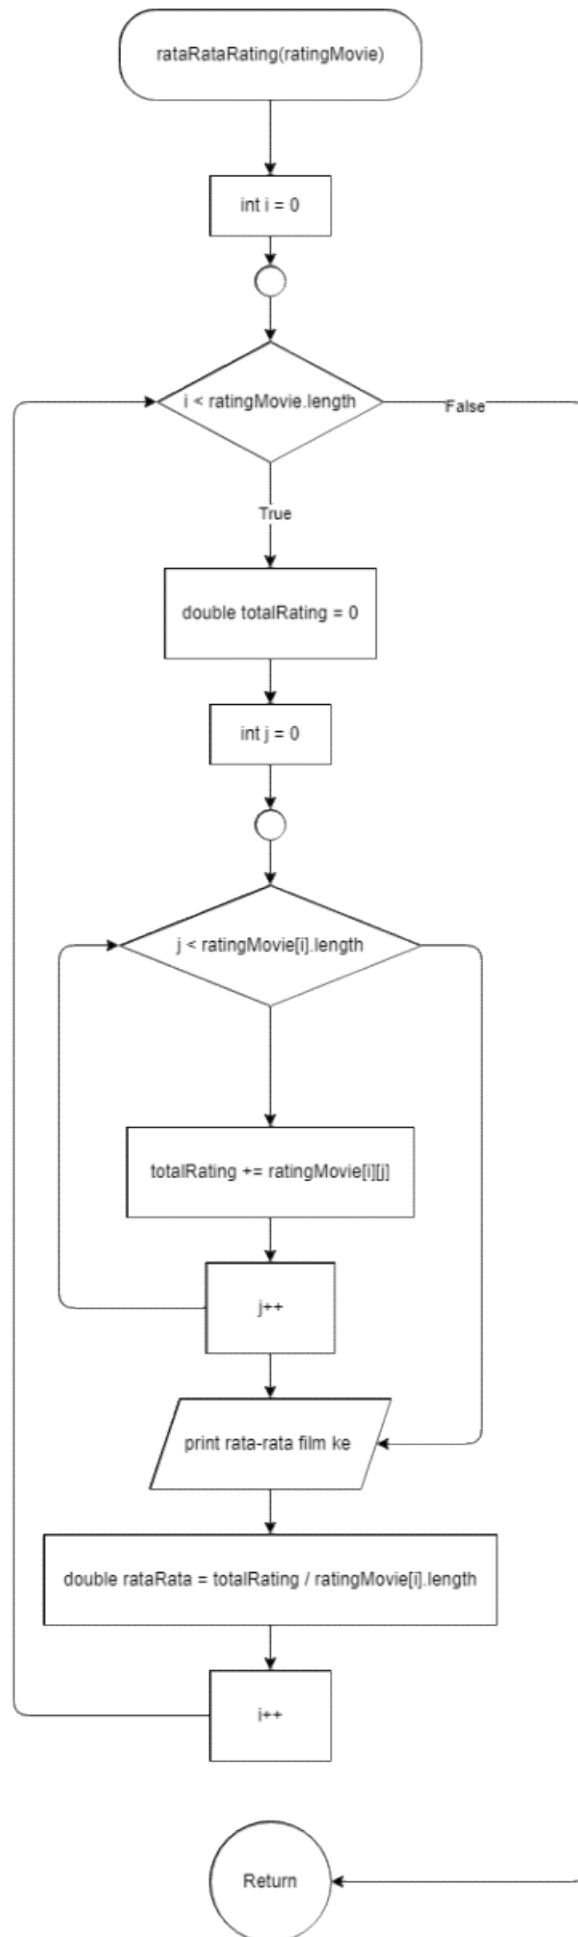 rataRataRating(ratingMovie)
int i = 0
i < ratingMovie.length
False
True
double totalRating = 0
int j = 0
j < ratingMovie[i].length
totalRating += ratingMovie[i][j]
j++
print rata-rata film ke
double rataRata = totalRating / ratingMovie[i].length
i++
Return